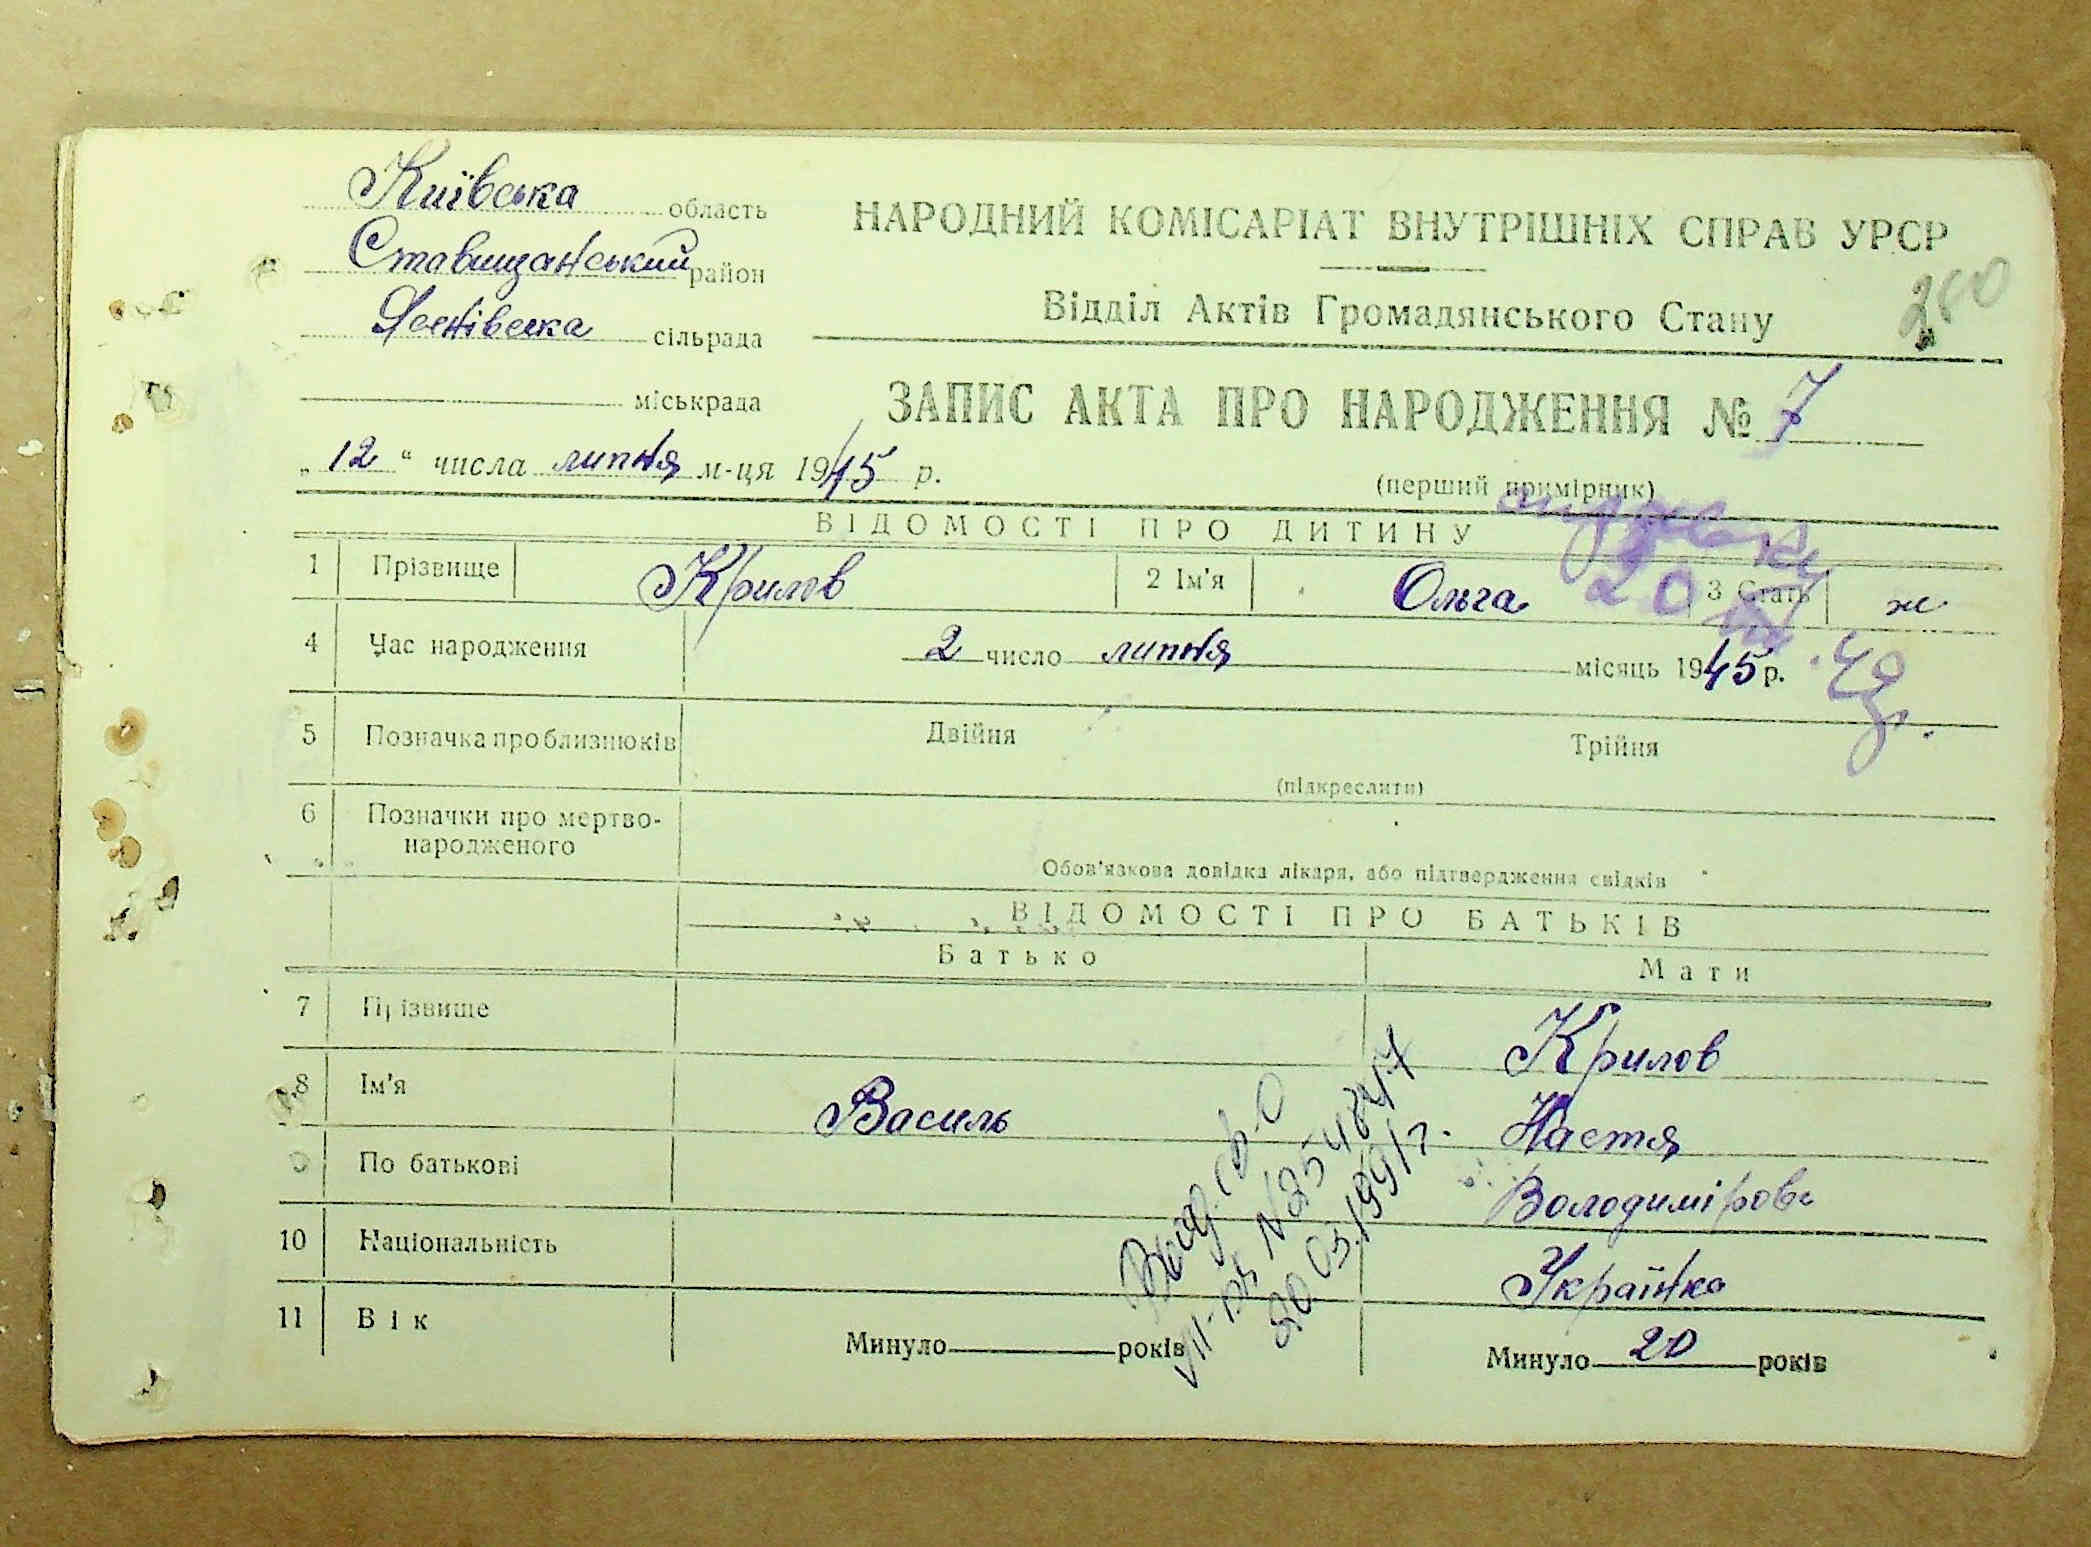 Київська область
Ставищанський район
Ясенівська сільрада
міськрада
„ 12 “ числа липня м-ця 1945 р.
НАРОДНИЙ КОМІСАРІАТ ВНУТРІШНІХ СПРАВ УРСР
Відділ Актів Громадянського Стану
ЗАПИС АКТА ПРО НАРОДЖЕННЯ № 7
(перший примірник)
ВІДОМОСТІ ПРО ДИТИНУ
1 Прізвище Крилов 2 Ім'я Ольга 3 Стать ж
4 Час народження 2 число липня місяць 1945 р.
5 Позначка про близнюків Двійня Трійня
(підкреслити)
6 Позначки про мертво-
народженого
Обов'язкова довідка лікаря, або підтвердження свідків
ВІДОМОСТІ ПРО БАТЬКІВ
Батько Мати
7 Прізвище Крилов
8 Ім'я Василь Настя
По батькові Володимірова
10 Національність Українка
11 Вік Минуло років Минуло 20 років
20 03.1991 г.